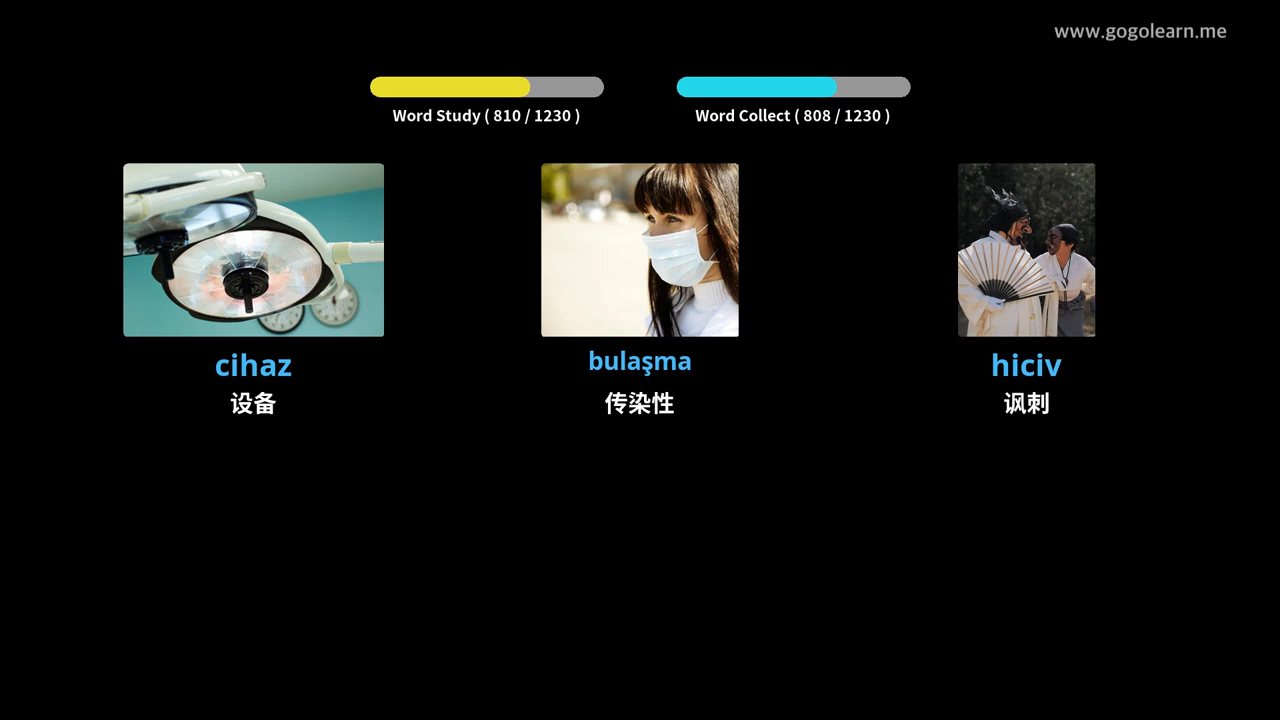 www.gogolearn.me
Word Study ( 810 / 1230 )
Word Collect ( 808 / 1230 )
cihaz
设备
bulaşma
传染性
hiciv
讽刺